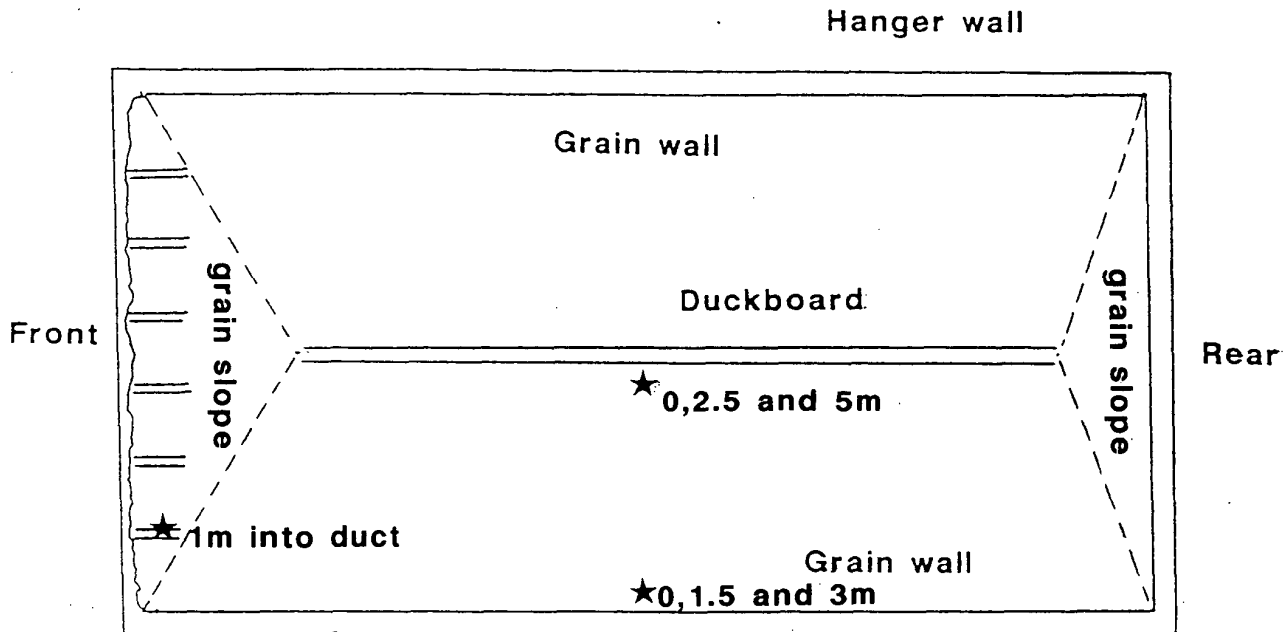 Hanger wall
Grain wall
Duckboard
Front
grain slope
grain slope
Rear
0,2.5 and 5m
1m into duct
Grain wall
0,1.5 and 3m